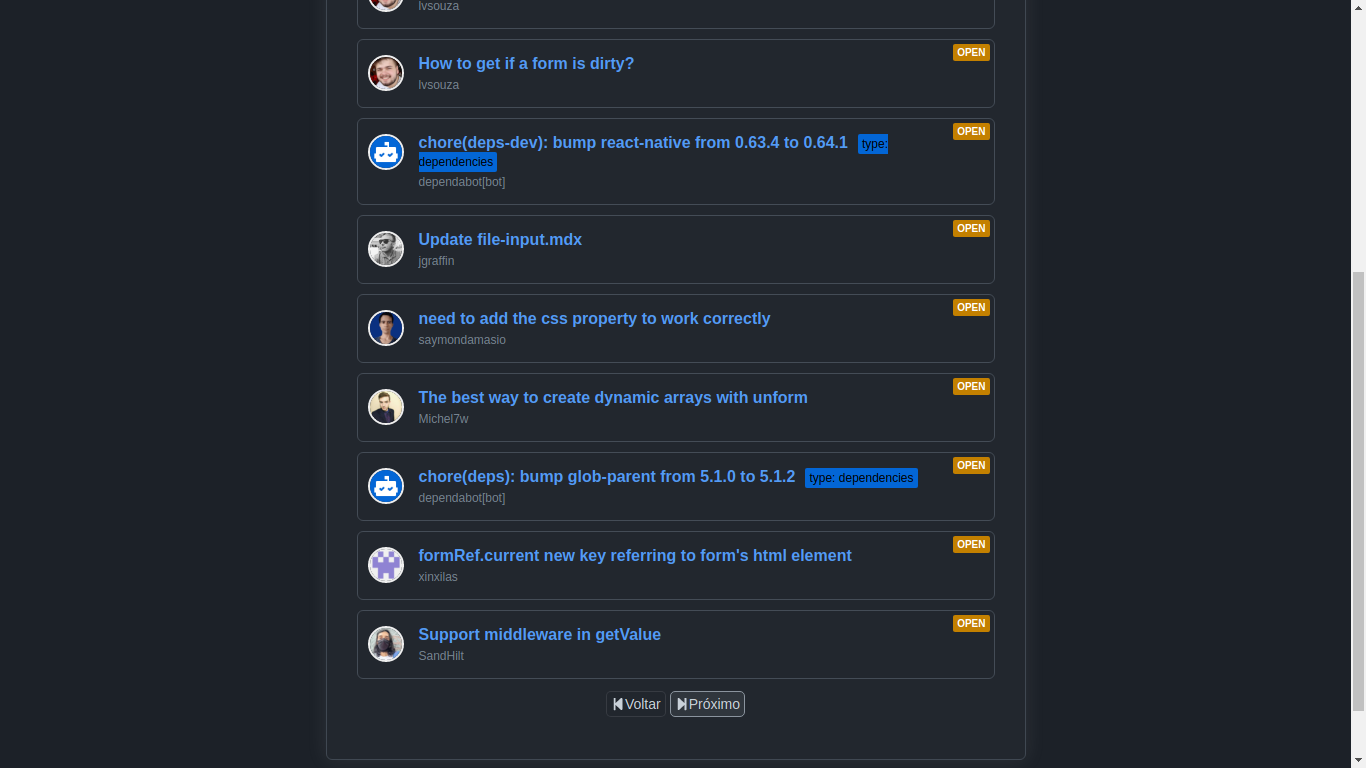 lvsouza
How to get if a form is dirty?
OPEN
lvsouza
chore(deps-dev): bump react-native from 0.63.4 to 0.64.1 type:
dependencies
OPEN
dependabot[bot]
Update file-input.mdx
OPEN
jgraffin
need to add the css property to work correctly
OPEN
saymondamasio
The best way to create dynamic arrays with unform
OPEN
Michel7w
chore(deps): bump glob-parent from 5.1.0 to 5.1.2 type: dependencies
OPEN
dependabot[bot]
formRef.current new key referring to form's html element
OPEN
xinxilas
Support middleware in getValue
OPEN
SandHilt
Voltar Próximo